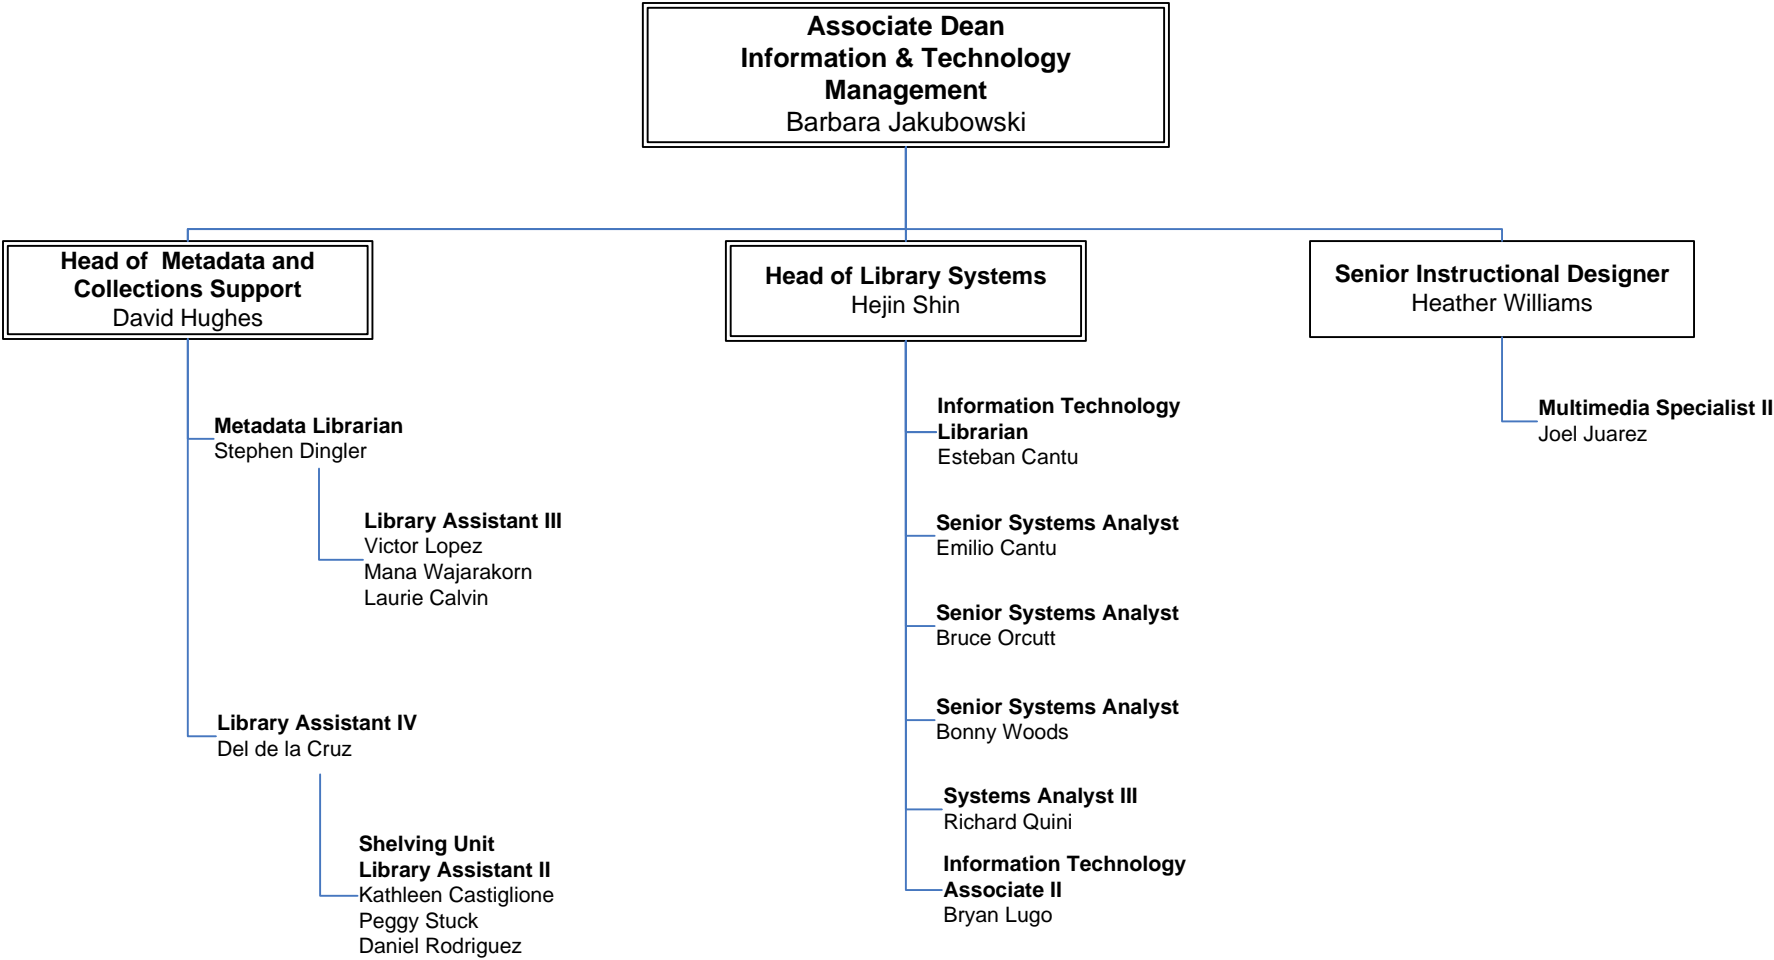 Associate Dean
Information & Technology
Management
Barbara Jakubowski
Head of  Metadata and
Collections Support
David Hughes
Head of Library Systems
Hejin Shin
Senior Instructional Designer
Heather Williams
Metadata Librarian
Stephen Dingler
Library Assistant III
Victor Lopez
Mana Wajarakorn
Laurie Calvin
Library Assistant IV
Del de la Cruz
Shelving Unit
Library Assistant II
Kathleen Castiglione
Peggy Stuck
Daniel Rodriguez
Information Technology
Librarian
Esteban Cantu
Senior Systems Analyst
Emilio Cantu
Senior Systems Analyst
Bruce Orcutt
Senior Systems Analyst
Bonny Woods
Systems Analyst III
Richard Quini
Information Technology
Associate II
Bryan Lugo
Multimedia Specialist II
Joel Juarez